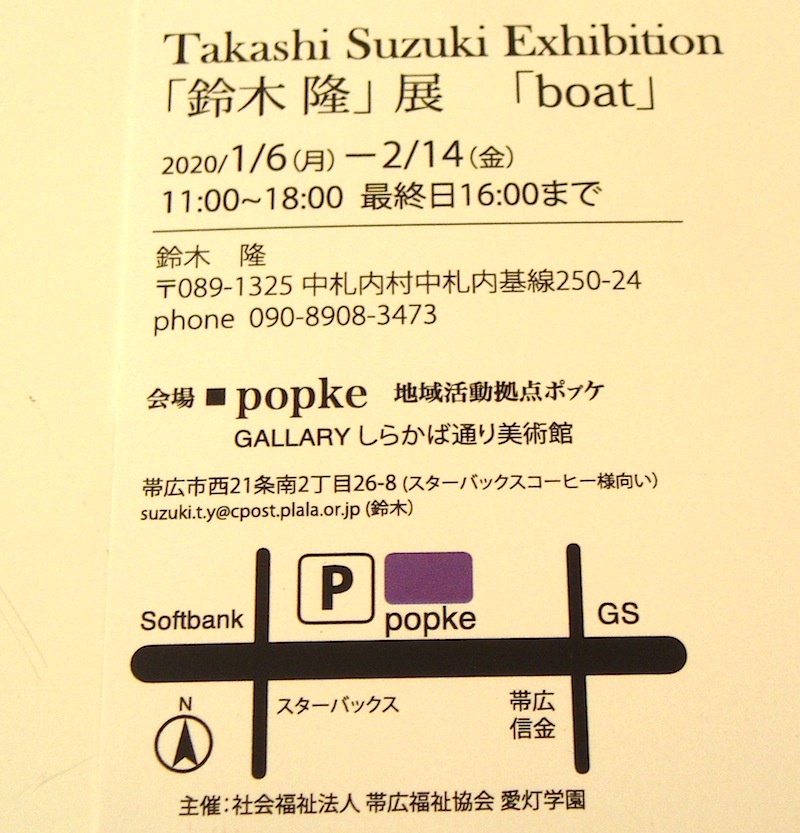 Takashi Suzuki Exhibition
「鈴木 隆」展　「boat」
2020/1/6(月)－2/14(金)
11:00~18:00 最終日16:00まで
鈴木　隆
〒089-1325 中札内村中札内基線250-24
phone 090-8908-3473
会場 ■ popke 地域活動拠点ポッケ
GALLARY しらかば通り美術館
帯広市西21条南2丁目26-8 (スターバックスコーヒー様向い)
suzuki.t.y@cpost.plala.or.jp (鈴木)
P
Softbank
popke
GS
N
スターバックス
帯広
信金
主催:社会福祉法人 帯広福祉協会 愛灯学園